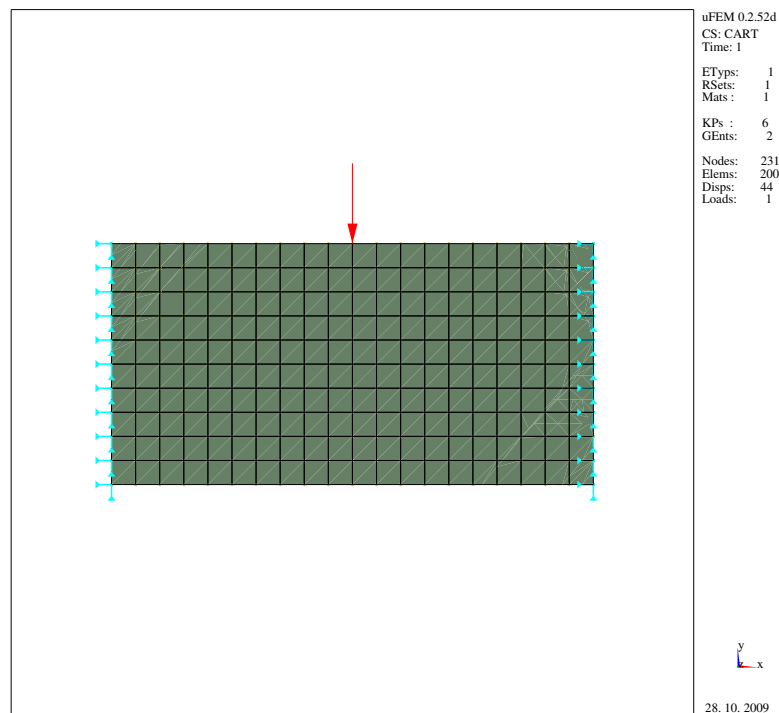 uFEM 0.2.52d
CS: CART
Time: 1
ETyps: 1
RSets: 1
Mats : 1
KPs : 6
GEnts: 2
Nodes: 231
Elems: 200
Disps: 44
Loads: 1
y
z x
28. 10. 2009